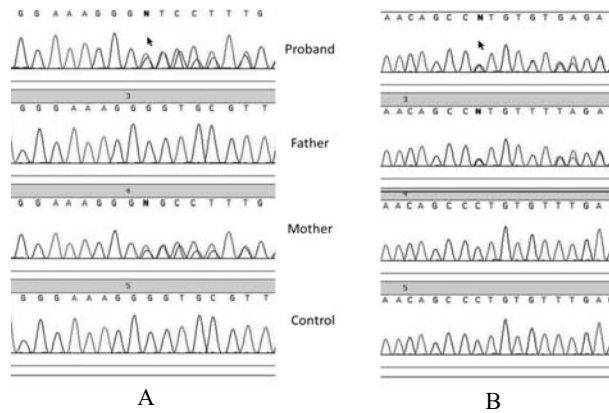 G G A A A G G G N T C C T T T G
A A C A G C C N T G T G T G A G A
Proband
3
G G G A A A G G G G T G C G T T
3
A A C A G C C N T G T T T T A G A
Father
4
G G A A A G G G N G C C T T T G
4
A A C A G C C C T G T G T T T G A
Mother
5
G G G A A A G G G G T G C G T T
5
A A C A G C C C T G T G T T T G A
Control
A
B